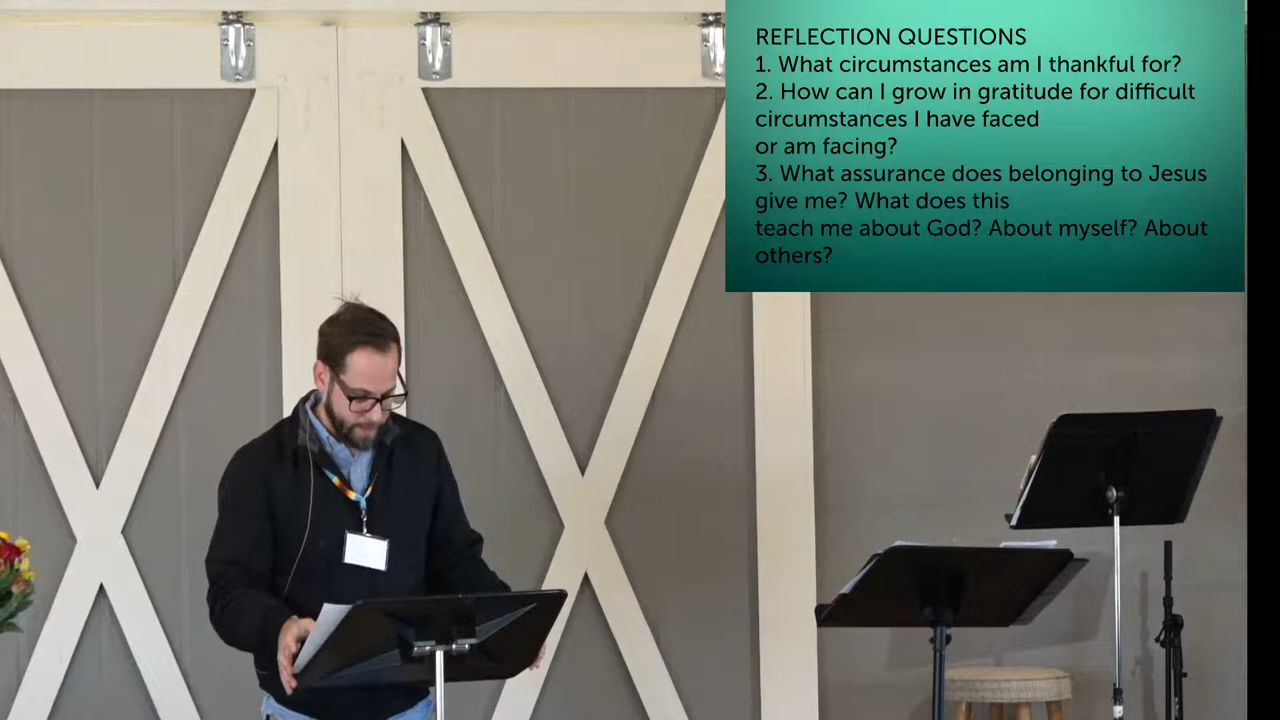 REFLECTION QUESTIONS
1. What circumstances am I thankful for?
2. How can I grow in gratitude for difficult
circumstances I have faced
or am facing?
3. What assurance does belonging to Jesus
give me? What does this
teach me about God? About myself? About
others?